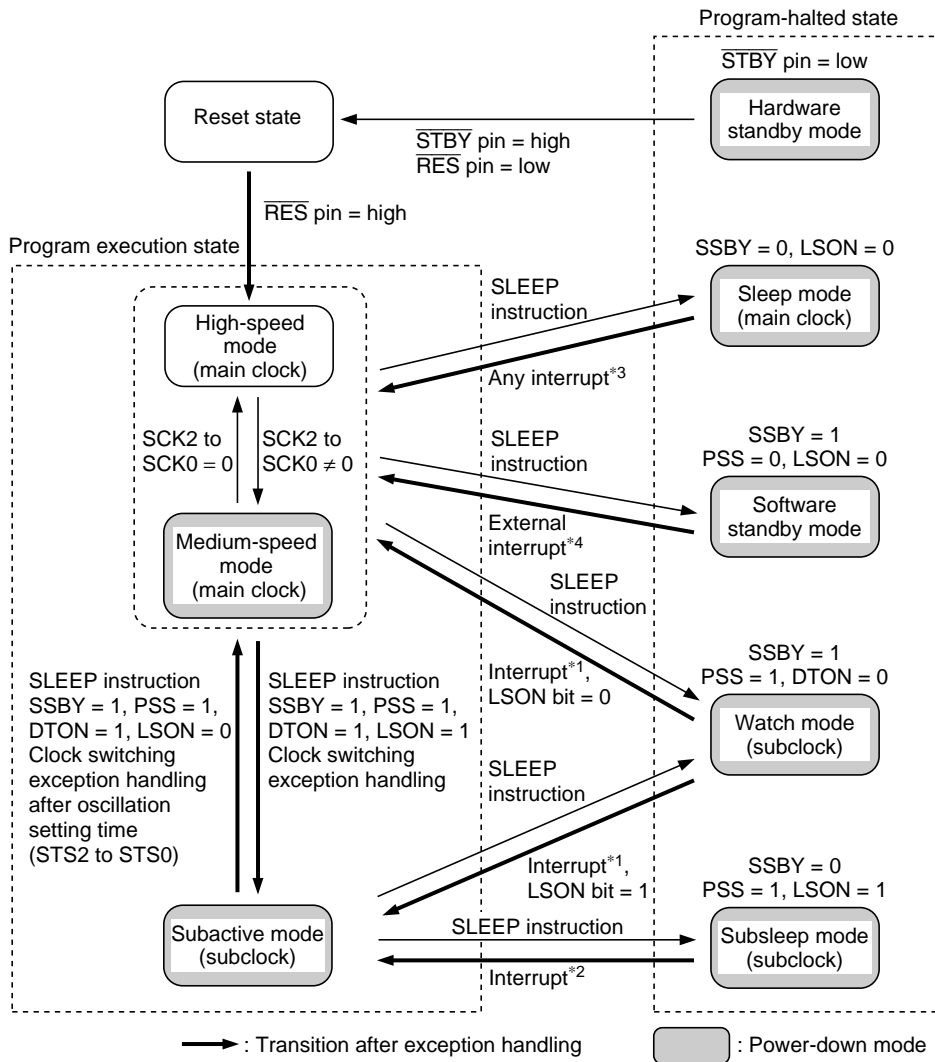 Program-halted state
STBY pin = low
Hardware
standby mode
Reset state
STBY pin = high
RES pin = low
RES pin = high
Program execution state
SSBY = 0, LSON = 0
Sleep mode
(main clock)
SLEEP
instruction
Any interrupt*3
High-speed
mode
(main clock)
SCK2 to
SCK0 = 0
SCK2 to
SCK0 ≠ 0
SLEEP
instruction
External
interrupt*4
SSBY = 1
PSS = 0, LSON = 0
Software
standby mode
Medium-speed
mode
(main clock)
SLEEP
instruction
Interrupt*1,
LSON bit = 0
SSBY = 1
PSS = 1, DTON = 0
Watch mode
(subclock)
SLEEP instruction
SSBY = 1, PSS = 1,
DTON = 1, LSON = 0
Clock switching
exception handling
after oscillation
setting time
(STS2 to STS0)
SLEEP instruction
SSBY = 1, PSS = 1,
DTON = 1, LSON = 1
Clock switching
exception handling
SLEEP
instruction
Interrupt*1,
LSON bit = 1
SSBY = 0
PSS = 1, LSON = 1
Subsleep mode
(subclock)
Subactive mode
(subclock)
SLEEP instruction
Interrupt*2
: Transition after exception handling
: Power-down mode